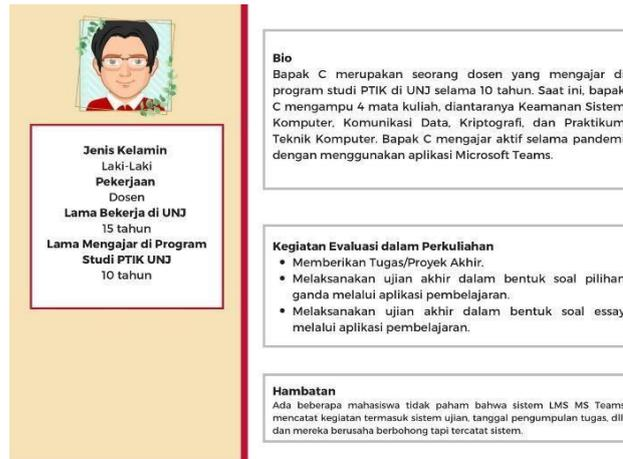 Jenis Kelamin
Laki-Laki
Pekerjaan
Dosen
Lama Bekerja di UNJ
15 tahun
Lama Mengajar di Program
Studi PTIK UNJ
10 tahun
Bio
Bapak C merupakan seorang dosen yang mengajar di
program studi PTIK di UNJ selama 10 tahun. Saat ini, bapak
C mengampu 4 mata kuliah, diantaranya Keamanan Sistem
Komputer, Komunikasi Data, Kriptografi, dan Praktikum
Teknik Komputer. Bapak C mengajar aktif selama pandemi
dengan menggunakan aplikasi Microsoft Teams.
Kegiatan Evaluasi dalam Perkuliahan
• Memberikan Tugas/Proyek Akhir.
• Melaksanakan ujian akhir dalam bentuk soal pilihan
ganda melalui aplikasi pembelajaran.
• Melaksanakan ujian akhir dalam bentuk soal essay
melalui aplikasi pembelajaran.
Hambatan
Ada beberapa mahasiswa tidak paham bahwa sistem LMS MS Teams
mencatat kegiatan termasuk sistem ujian, tanggal pengumpulan tugas, dll
dan mereka berusaha berbohong tapi tercatat sistem.